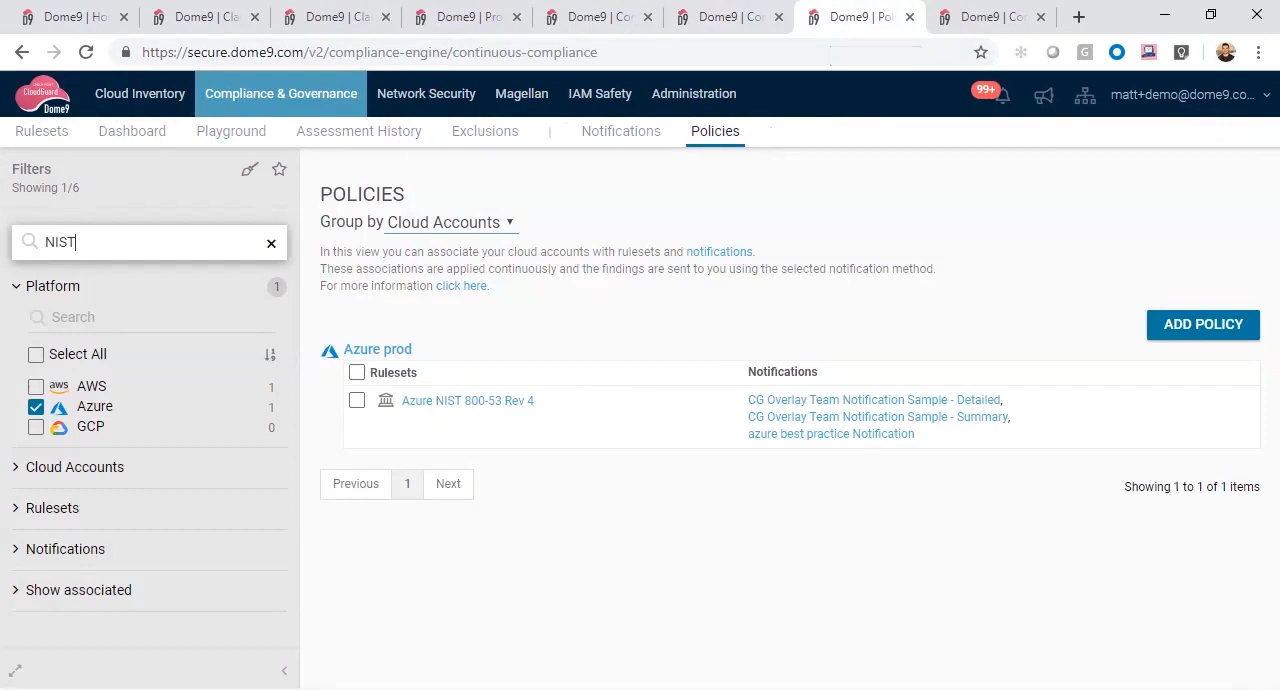 Dome9 | Ho
Dome9 | Cla
Dome9 | Cla
Dome9 | Pro
Dome9 | Co
Dome9 | Co
Dome9 | Pol
Dome9 | Co
https://secure.dome9.com/v2/compliance-engine/continuous-compliance
CloudGuard
Dome9
Cloud Inventory
Compliance & Governance
Network Security
Magellan
IAM Safety
Administration
99+
matt+demo@dome9.co...
Rulesets
Dashboard
Playground
Assessment History
Exclusions
|
Notifications
Policies
Filters
Showing 1/6
NIST
Platform
1
Search
Select All
aws AWS
1
Azure
1
GCP
0
Cloud Accounts
Rulesets
Notifications
Show associated
POLICIES
Group by Cloud Accounts
In this view you can associate your cloud accounts with rulesets and notifications.
These associations are applied continuously and the findings are sent to you using the selected notification method.
For more information click here.
ADD POLICY
Azure prod
Rulesets
Notifications
Azure NIST 800-53 Rev 4
CG Overlay Team Notification Sample - Detailed,
CG Overlay Team Notification Sample - Summary,
azure best practice Notification
Previous
1
Next
Showing 1 to 1 of 1 items